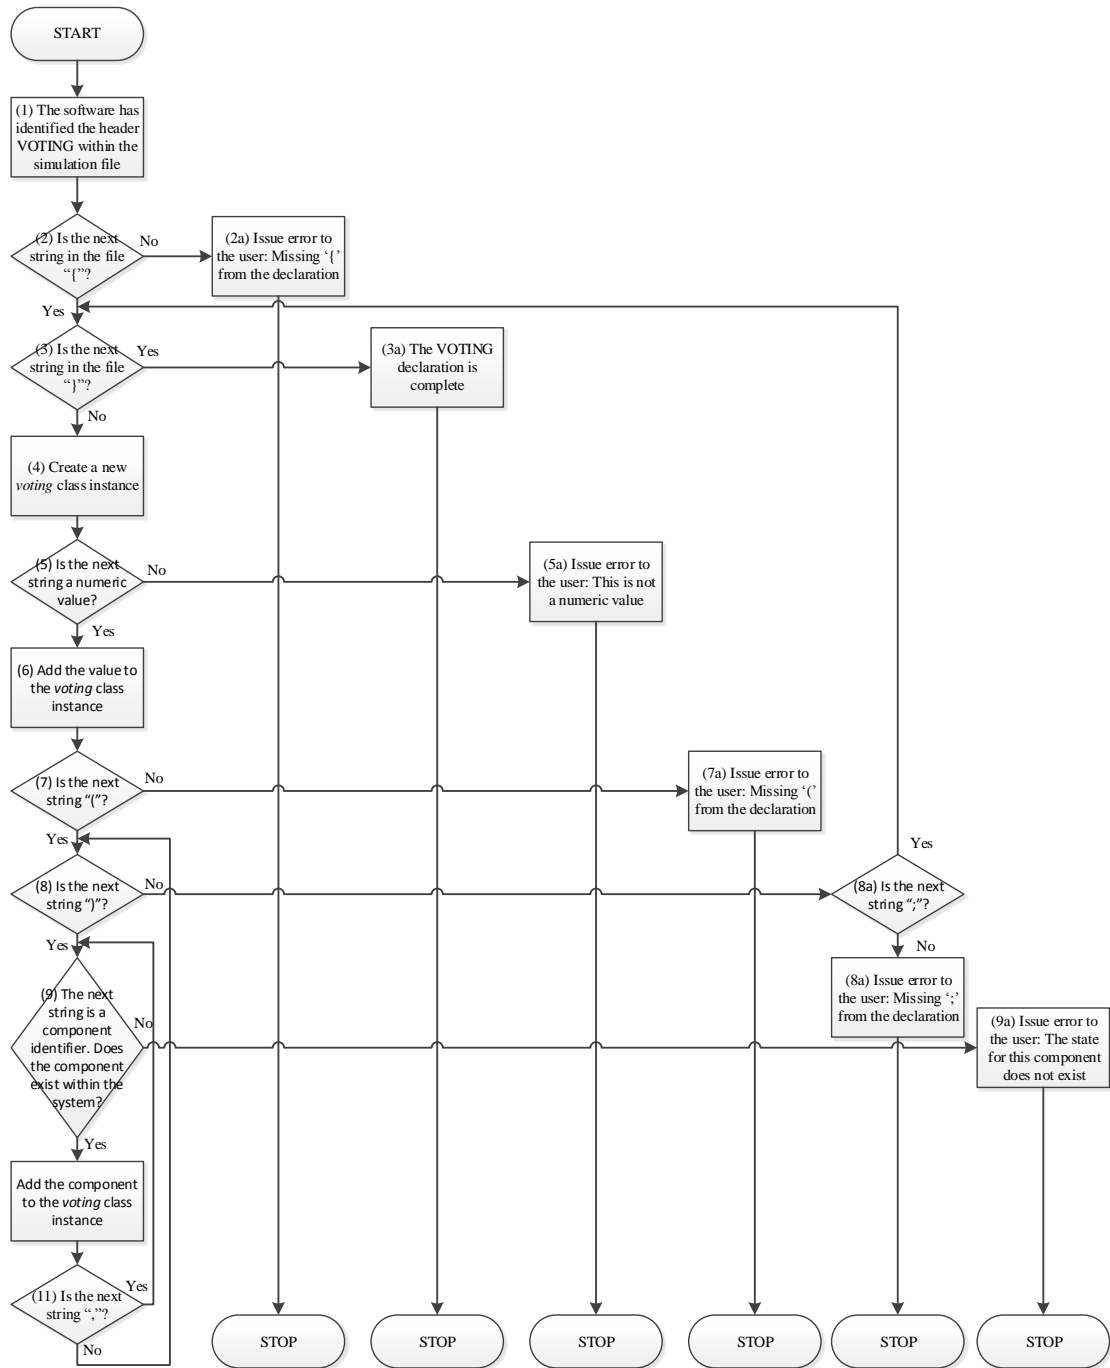 START
(1) The software has
identified the header
VOTING within the
simulation file
(2) Is the next
string in the file
“{”?
No
(2a) Issue error to
the user: Missing ‘{’
from the declaration
Yes
(3) Is the next
string in the file
“}”?
Yes
(3a) The VOTING
declaration is
complete
No
(4) Create a new
voting class instance
(5) Is the next
string a numeric
value?
No
(5a) Issue error to
the user: This is not
a numeric value
Yes
(6) Add the value to
the voting class
instance
(7) Is the next
string “(”?
No
(7a) Issue error to
the user: Missing ‘(’
from the declaration
Yes
(8) Is the next
string “)”?
No
Yes
(8a) Is the next
string “;”?
No
(8a) Issue error to
the user: Missing ‘;’
from the declaration
Yes
(9) The next
string is a
component
identifier. Does
the component
exist within the
system?
No
(9a) Issue error to
the user: The state
for this component
does not exist
Yes
Add the component
to the voting class
instance
(11) Is the next
string “,”?
Yes
No
STOP
STOP
STOP
STOP
STOP
STOP